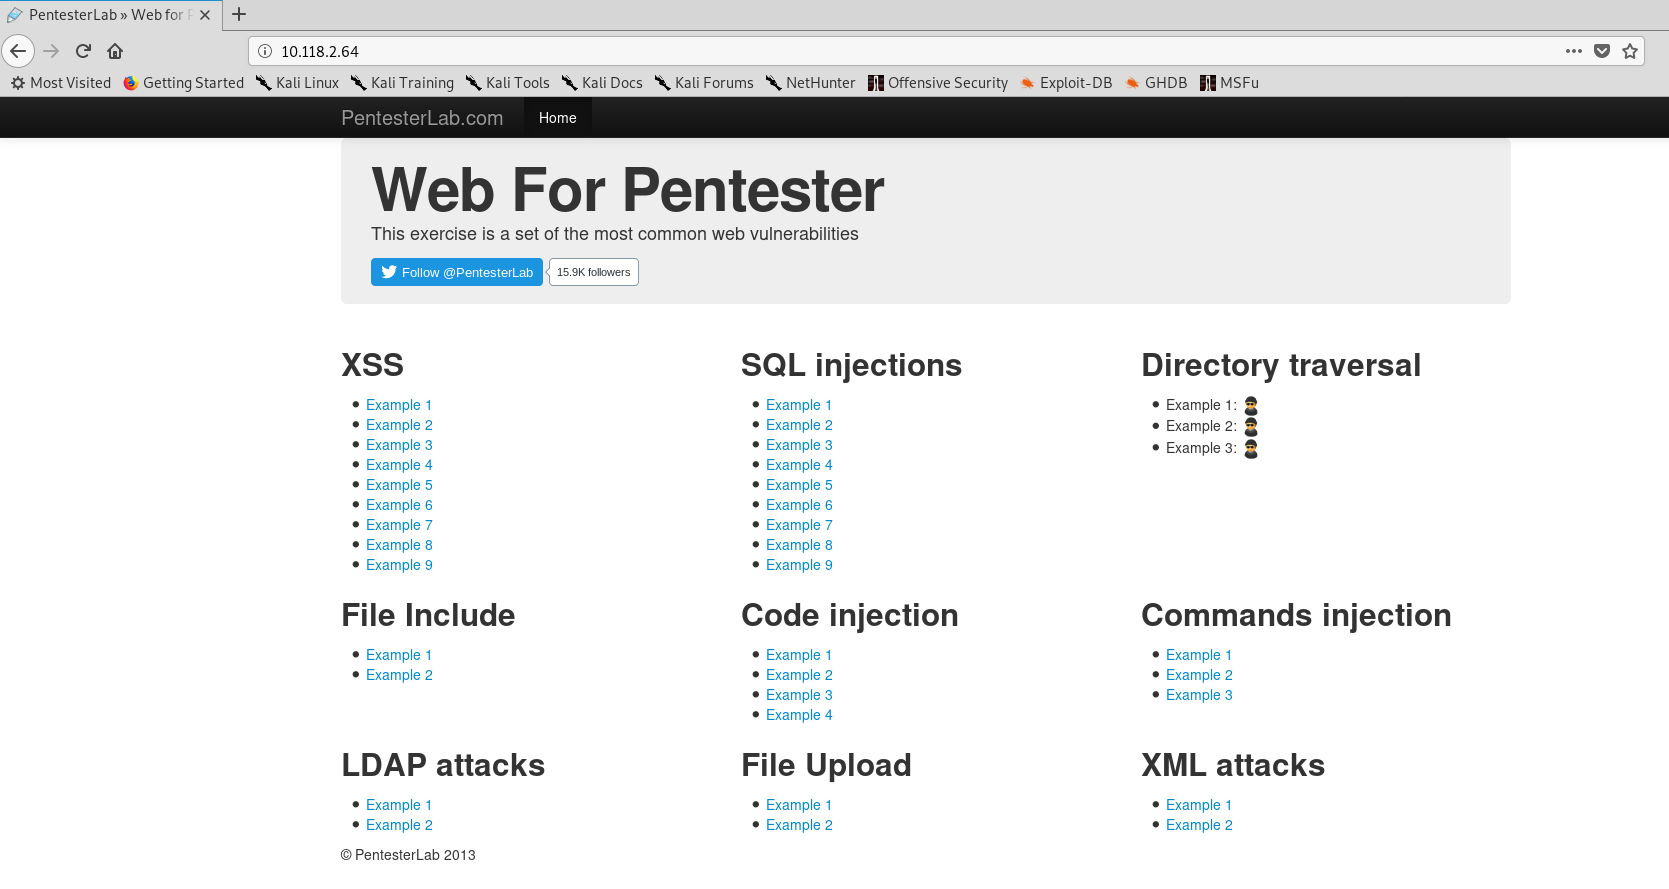 PentesterLab » Web for P
10.118.2.64
Most Visited Getting Started Kali Linux Kali Training Kali Tools Kali Docs Kali Forums NetHunter Offensive Security Exploit-DB GHDB MSFu
PentesterLab.com Home
Web For Pentester
This exercise is a set of the most common web vulnerabilities
Follow @PentesterLab 15.9K followers
XSS
Example 1
Example 2
Example 3
Example 4
Example 5
Example 6
Example 7
Example 8
Example 9
SQL injections
Example 1
Example 2
Example 3
Example 4
Example 5
Example 6
Example 7
Example 8
Example 9
Directory traversal
Example 1:
Example 2:
Example 3:
File Include
Example 1
Example 2
Code injection
Example 1
Example 2
Example 3
Example 4
Commands injection
Example 1
Example 2
Example 3
LDAP attacks
Example 1
Example 2
File Upload
Example 1
Example 2
XML attacks
Example 1
Example 2
© PentesterLab 2013